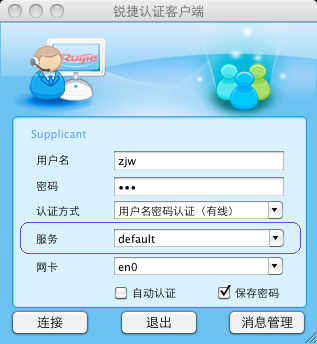 锐捷认证客户端
Ruijie
Supplicant
用户名 zjw
密码 •••
认证方式 用户名密码认证（有线）
服务 default
网卡 en0
自动认证 保存密码
连接 退出 消息管理